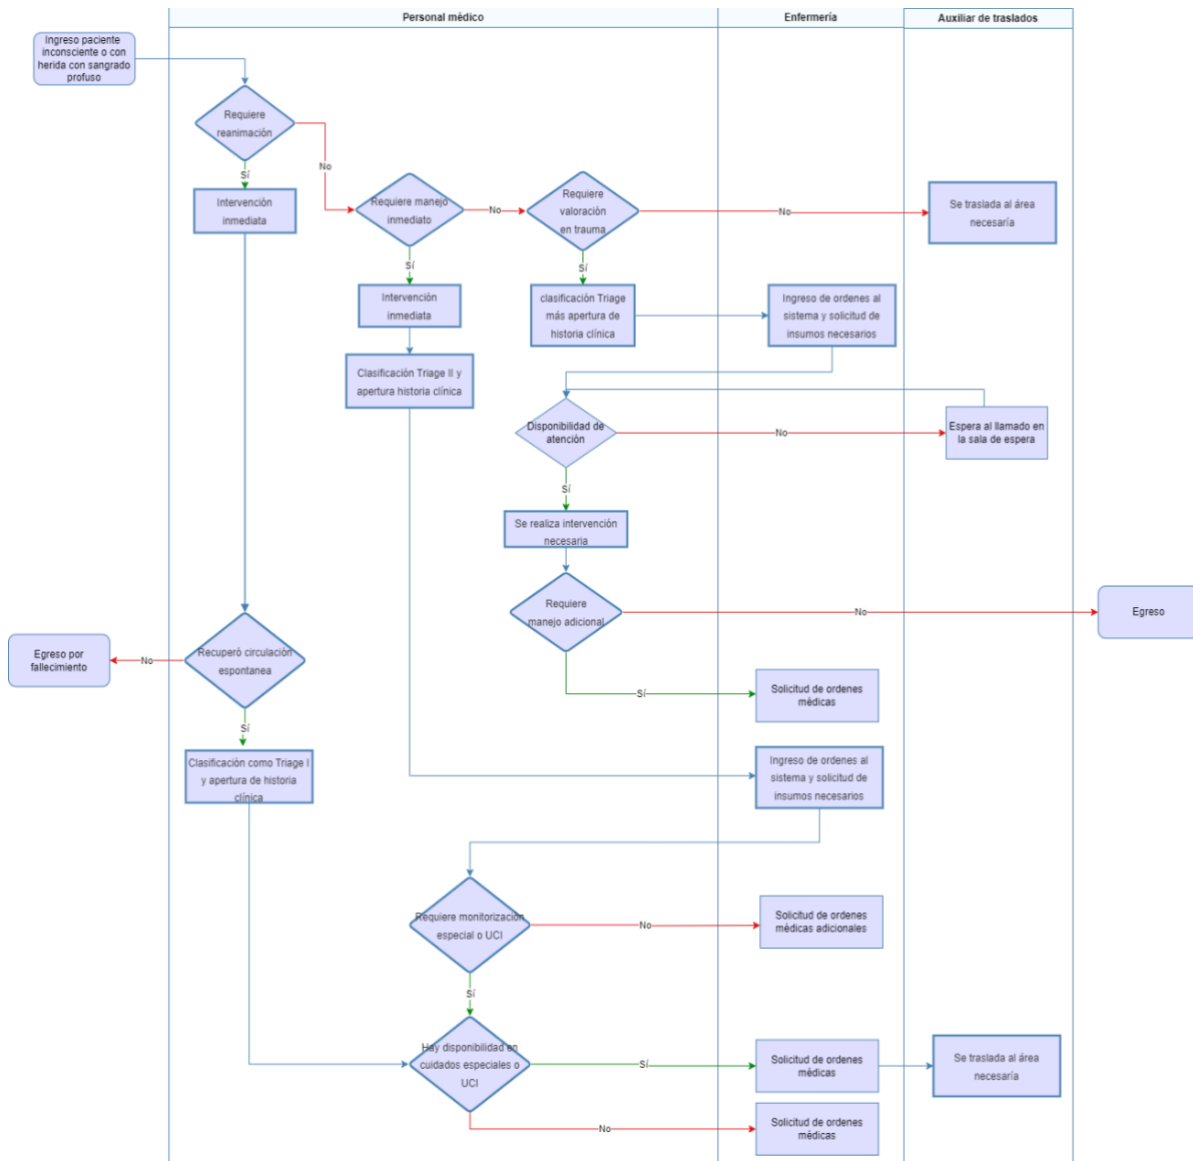 Personal médico
Enfermería
Auxiliar de traslados
Ingreso paciente
inconsciente o con
herida con sangrado
profuso
Requiere
reanimación
No
Sí
Intervención
inmediata
Requiere manejo
inmediato
No
Requiere
valoración
en trauma
No
Se traslada al área
necesaría
Sí
Sí
Intervención
inmediata
clasificación Triage
más apertura de
historia clínica
Ingreso de ordenes al
sistema y solicitud de
insumos necesarios
Clasificación Triage II y
apertura historia clínica
Disponibilidad de
atención
No
Espera al llamado en
la sala de espera
Sí
Se realiza intervención
necesaria
Requiere
manejo adicional
No
Egreso
Egreso por
fallecimiento
No
Recuperó circulación
espontanea
Sí
Solicitud de ordenes
médicas
Sí
Clasificación como Triage I
y apertura de historia
clínica
Ingreso de ordenes al
sistema y solicitud de
insumos necesarios
Requiere monitorización
especial o UCI
No
Solicitud de ordenes
médicas adicionales
Sí
Hay disponibilidad en
cuidados especiales o
UCI
Sí
Solicitud de ordenes
médicas
Se traslada al área
necesaría
No
Solicitud de ordenes
médicas